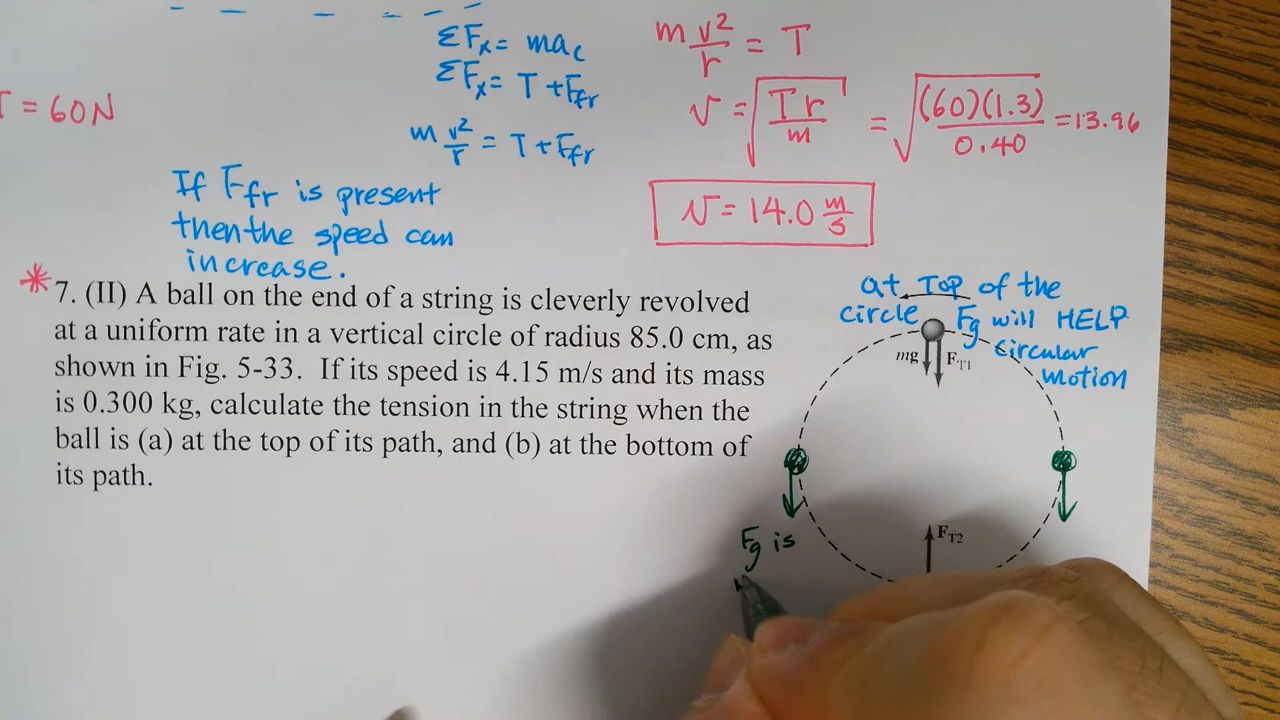 ΣFx = mac
ΣFx = T + Ffr
m v²/r = T + Ffr
T = 60N
If Ffr is present
then the speed can
increase.
m v²/r = T
v = √(Tr/m) = √((60)(1.3)/0.40) = 13.96
v = 14.0 m/s
* 7. (II) A ball on the end of a string is cleverly revolved
at a uniform rate in a vertical circle of radius 85.0 cm, as
shown in Fig. 5-33. If its speed is 4.15 m/s and its mass
is 0.300 kg, calculate the tension in the string when the
ball is (a) at the top of its path, and (b) at the bottom of
its path.
at TOP of the
circle Fg will HELP
circular
motion
mg FT1
Fg is
FT2